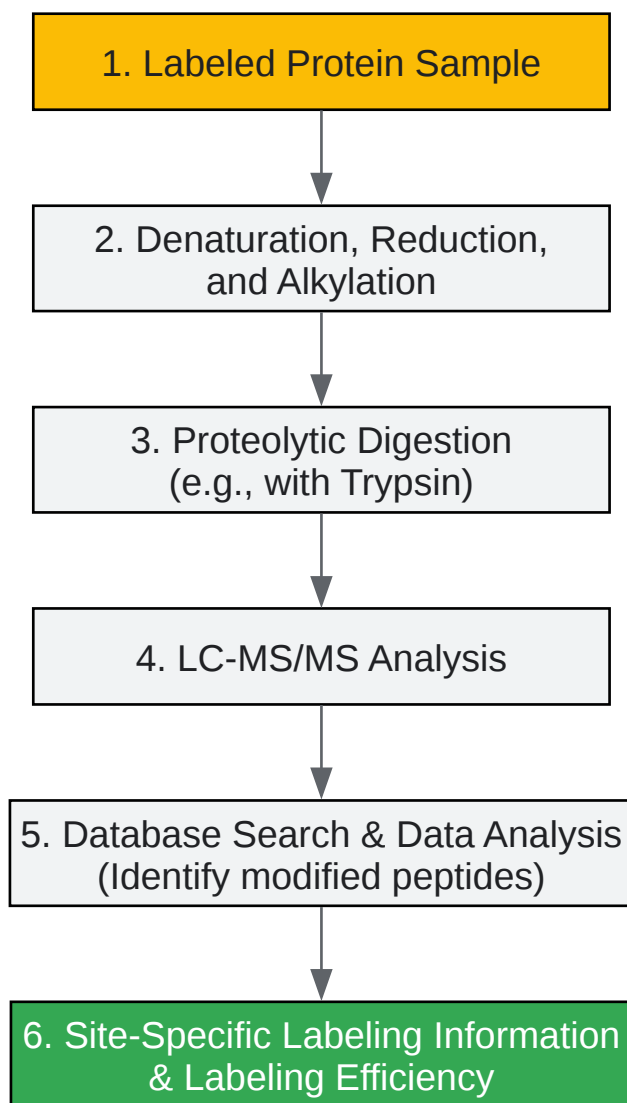 1. Labeled Protein Sample
2. Denaturation, Reduction,
and Alkylation
3. Proteolytic Digestion
(e.g., with Trypsin)
4. LC-MS/MS Analysis
5. Database Search & Data Analysis
(Identify modified peptides)
6. Site-Specific Labeling Information
& Labeling Efficiency